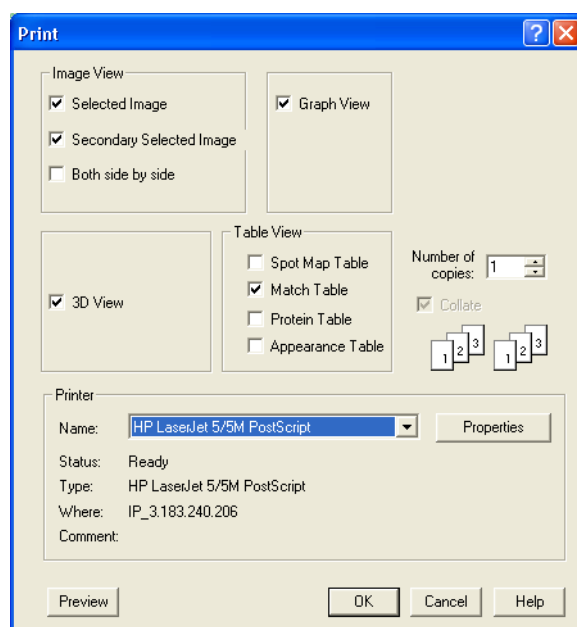 Print
Image View
Selected Image
Secondary Selected Image
Both side by side
Graph View
3D View
Table View
Spot Map Table
Match Table
Protein Table
Appearance Table
Number of
copies:
1
Collate
1 2 3 1 2 3
Printer
Name: HP LaserJet 5/5M PostScript Properties
Status: Ready
Type: HP LaserJet 5/5M PostScript
Where: IP_3.183.240.206
Comment:
Preview OK Cancel Help